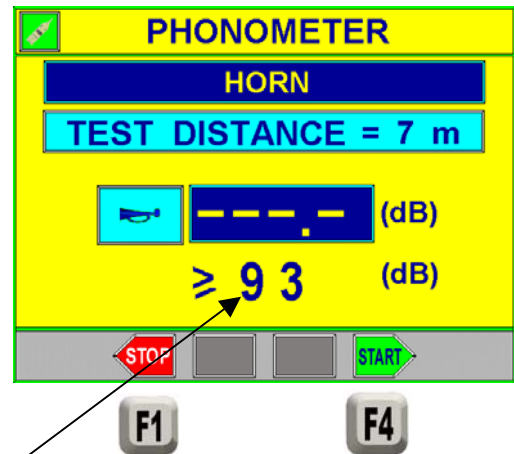 PHONOMETER
HORN
TEST DISTANCE = 7 m
---.- (dB)
≥ 93 (dB)
STOP START
F1 F4